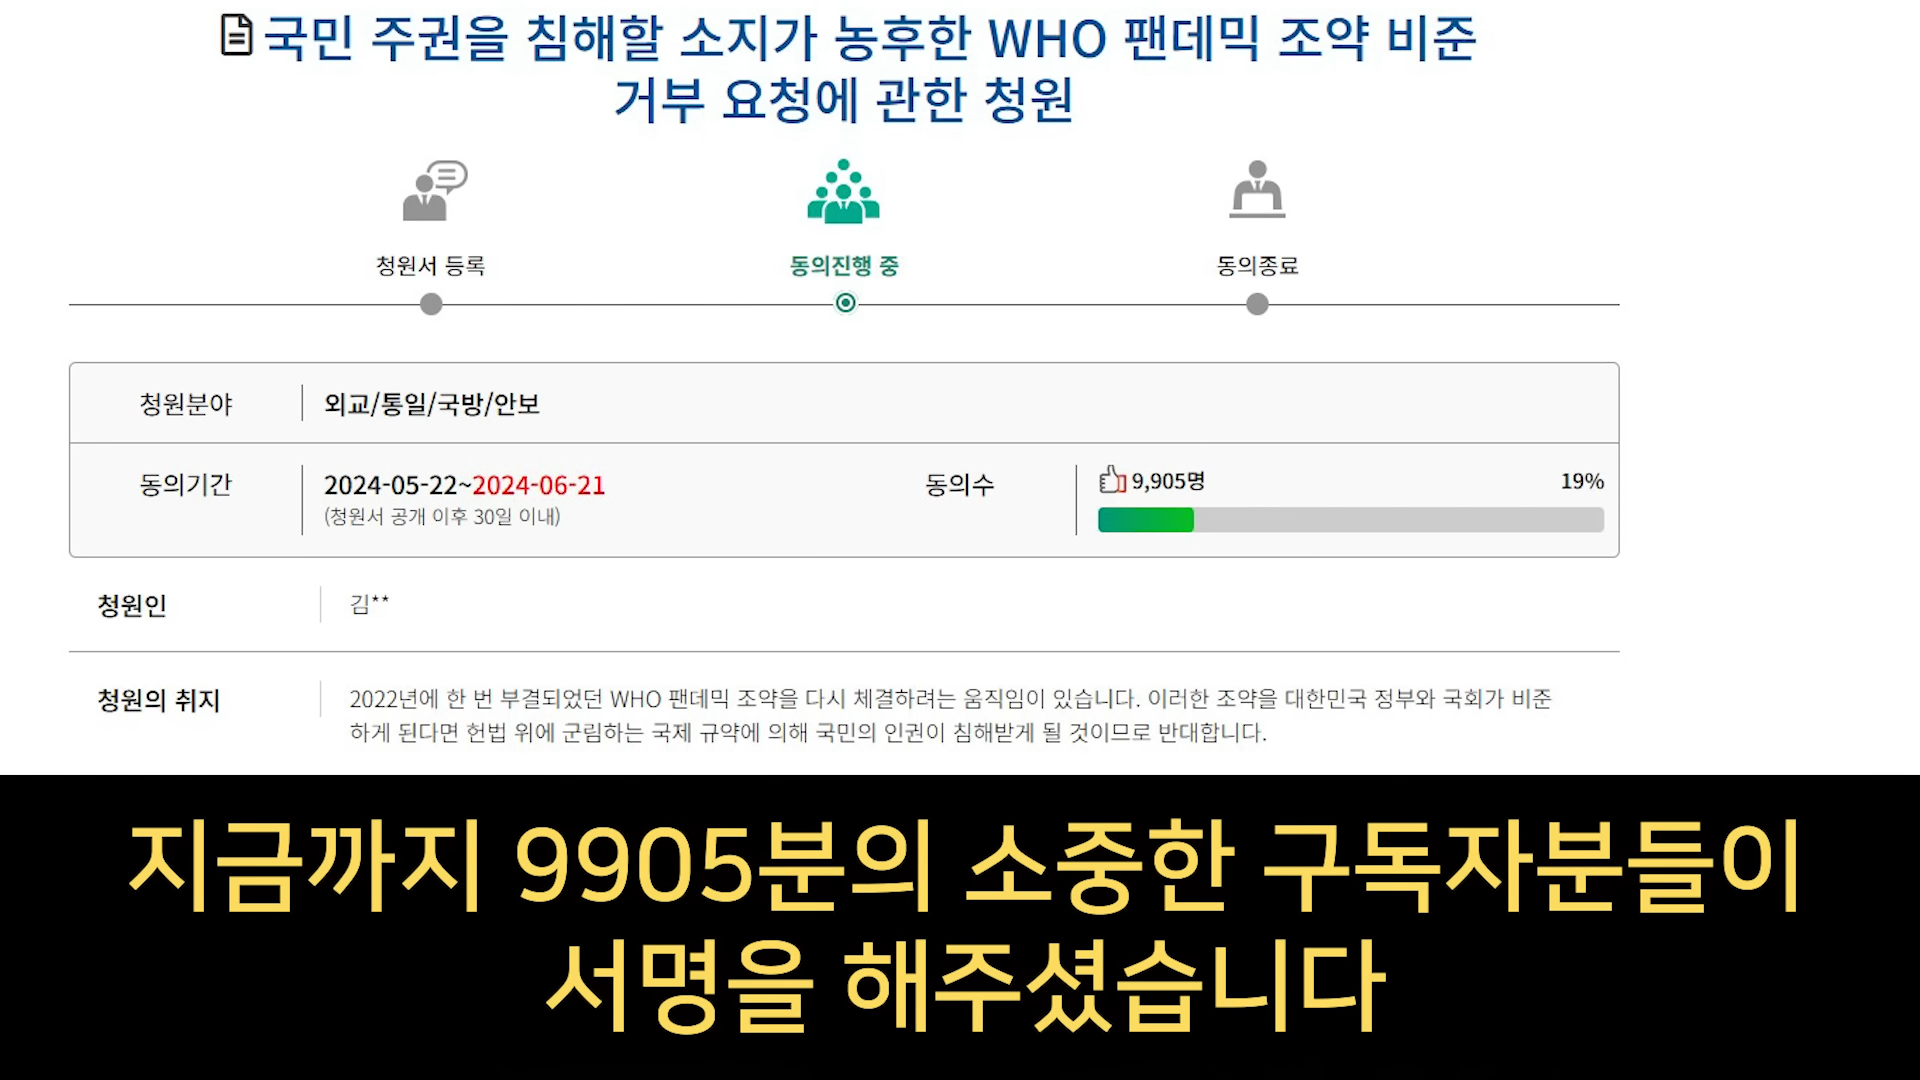 국민 주권을 침해할 소지가 농후한 WHO 팬데믹 조약 비준
거부 요청에 관한 청원
청원서 등록
동의진행 중
동의종료
청원분야
외교/통일/국방/안보
동의기간
2024-05-22~2024-06-21
(청원서 공개 이후 30일 이내)
동의수
9,905명
19%
청원인
김**
청원의 취지
2022년에 한 번 부결되었던 WHO 팬데믹 조약을 다시 체결하려는 움직임이 있습니다. 이러한 조약을 대한민국 정부와 국회가 비준
하게 된다면 헌법 위에 군림하는 국제 규약에 의해 국민의 인권이 침해받게 될 것이므로 반대합니다.
지금까지 9905분의 소중한 구독자분들이
서명을 해주셨습니다